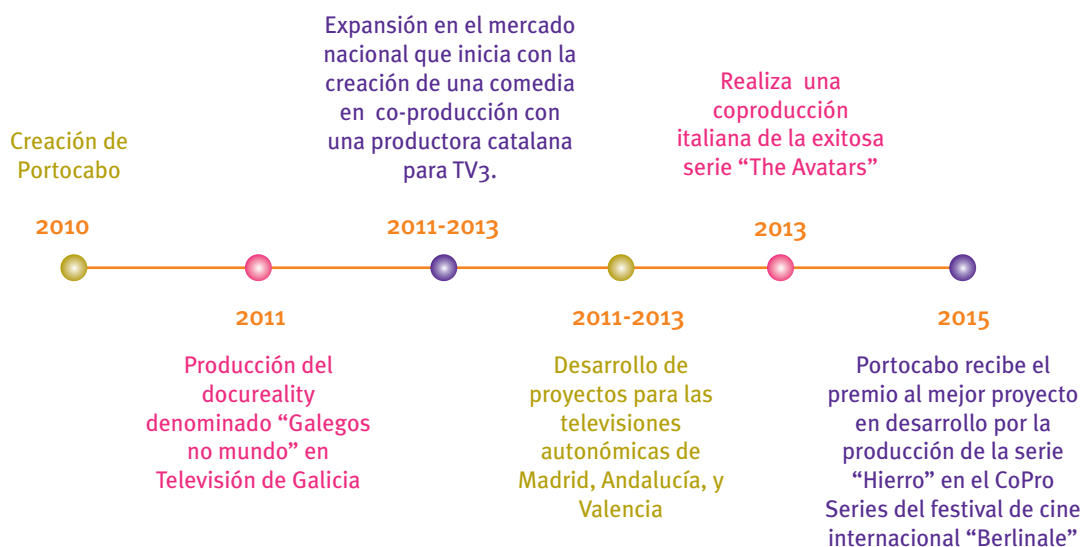 Creación de
Portocabo
2010
2011
Producción del
docureality
denominado “Galegos
no mundo” en
Televisión de Galicia
Expansión en el mercado
nacional que inicia con la
creación de una comedia
en co-producción con
una productora catalana
para TV3.
2011-2013
2011-2013
Desarrollo de
proyectos para las
televisiones
autonómicas de
Madrid, Andalucía, y
Valencia
Realiza una
coproducción
italiana de la exitosa
serie “The Avatars”
2013
2015
Portocabo recibe el
premio al mejor proyecto
en desarrollo por la
producción de la serie
“Hierro” en el CoPro
Series del festival de cine
internacional “Berlinale”